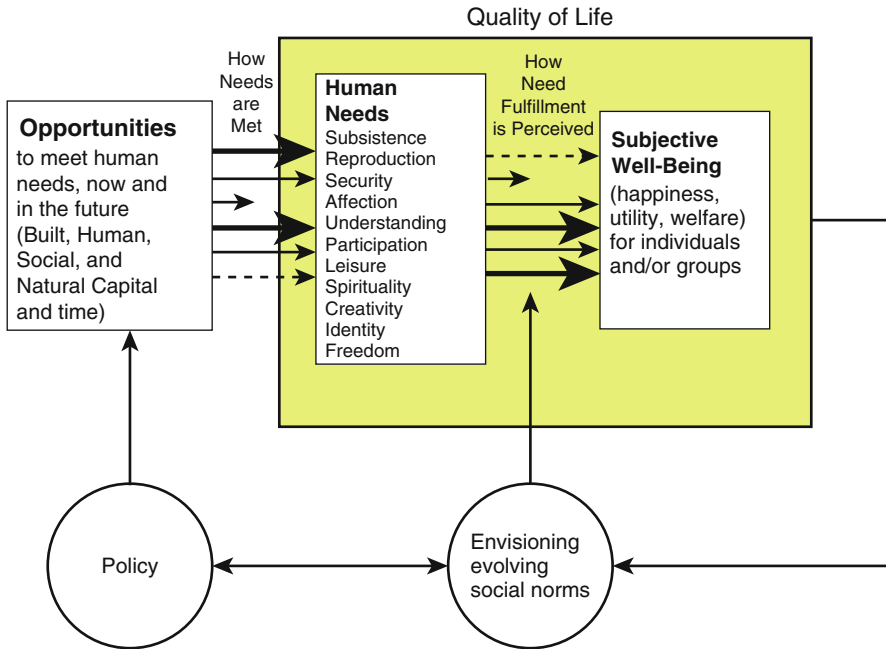 Quality of Life
How
Needs
are
Met
How
Need
Fulfillment
is Perceived
Opportunities
to meet human
needs, now and
in the future
(Built, Human,
Social, and
Natural Capital
and time)
Human
Needs
Subsistence
Reproduction
Security
Affection
Understanding
Participation
Leisure
Spirituality
Creativity
Identity
Freedom
Subjective
Well-Being
(happiness,
utility, welfare)
for individuals
and/or groups
Policy
Envisioning
evolving
social norms